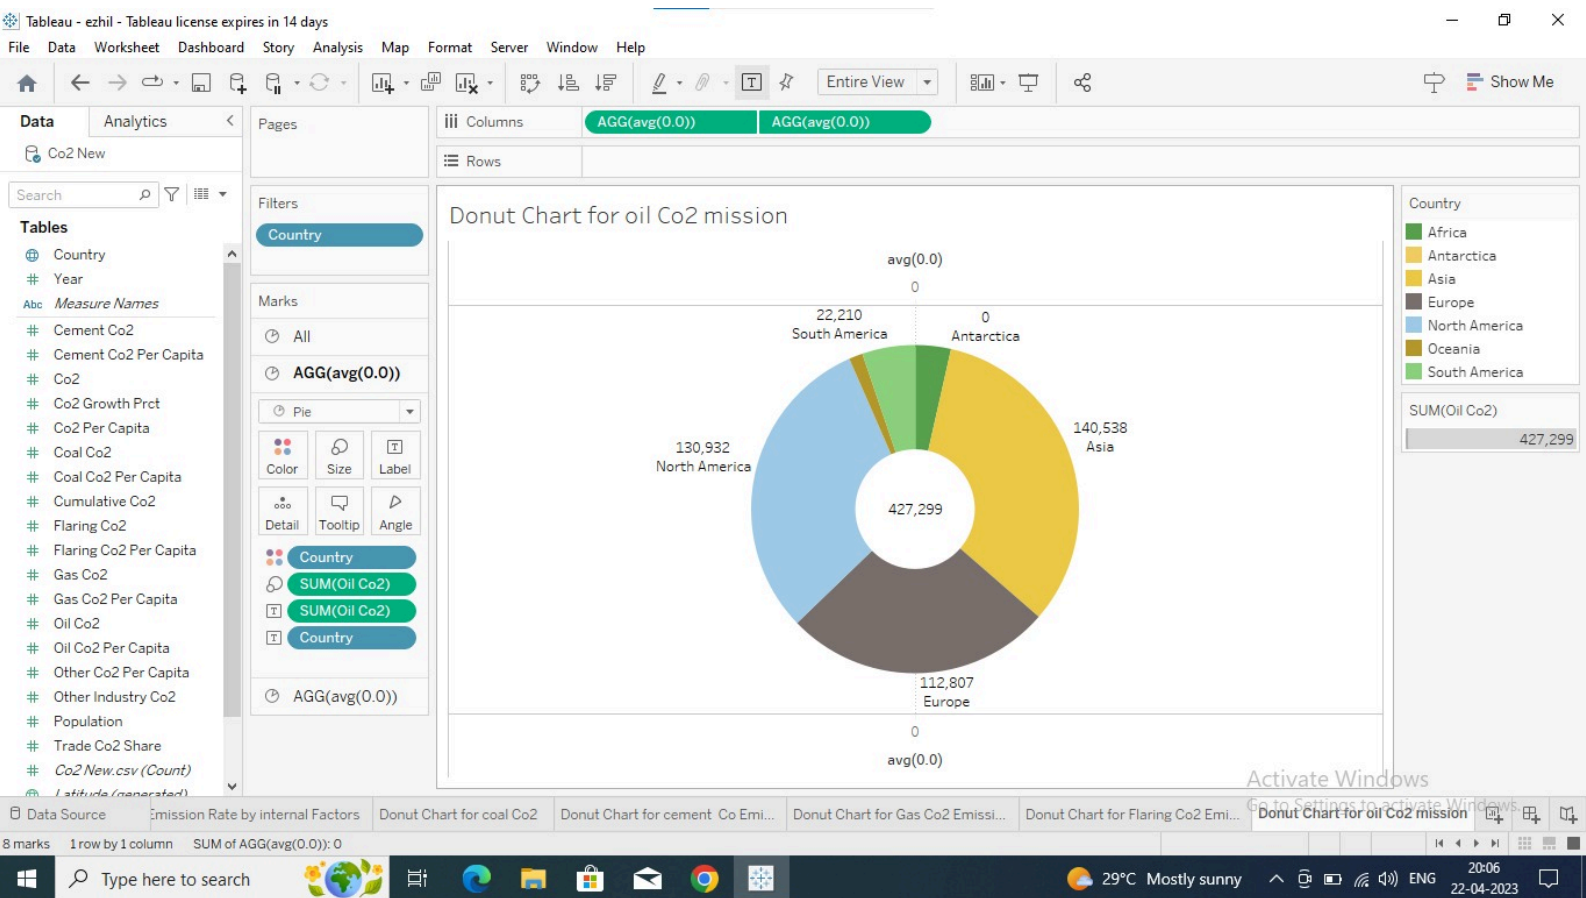 Tableau - ezhil - Tableau license expires in 14 days
File Data Worksheet Dashboard Story Analysis Map Format Server Window Help
Entire View
Show Me
Data Analytics
Co2 New
Search
Tables
Country
Year
Abc Measure Names
Cement Co2
Cement Co2 Per Capita
Co2
Co2 Growth Prct
Co2 Per Capita
Coal Co2
Coal Co2 Per Capita
Cumulative Co2
Flaring Co2
Flaring Co2 Per Capita
Gas Co2
Gas Co2 Per Capita
Oil Co2
Oil Co2 Per Capita
Other Co2 Per Capita
Other Industry Co2
Population
Trade Co2 Share
Co2 New.csv (Count)
Latitude (generated)
Pages
Filters
Country
Marks
All
AGG(avg(0.0))
Pie
Color Size Label
Detail Tooltip Angle
Country
SUM(Oil Co2)
SUM(Oil Co2)
Country
AGG(avg(0.0))
Columns AGG(avg(0.0)) AGG(avg(0.0))
Rows
Donut Chart for oil Co2 mission
avg(0.0)
0
22,210
South America
0
Antarctica
140,538
Asia
130,932
North America
427,299
112,807
Europe
0
avg(0.0)
Country
Africa
Antarctica
Asia
Europe
North America
Oceania
South America
SUM(Oil Co2)
427,299
Activate Windows
Go to Settings to activate Windows.
Data Source Emission Rate by internal Factors Donut Chart for coal Co2 Donut Chart for cement Co Emi... Donut Chart for Gas Co2 Emissi... Donut Chart for Flaring Co2 Emi... Donut Chart for oil Co2 mission
8 marks 1 row by 1 column SUM of AGG(avg(0.0)): 0
Type here to search
29°C Mostly sunny
ENG
20:06
22-04-2023